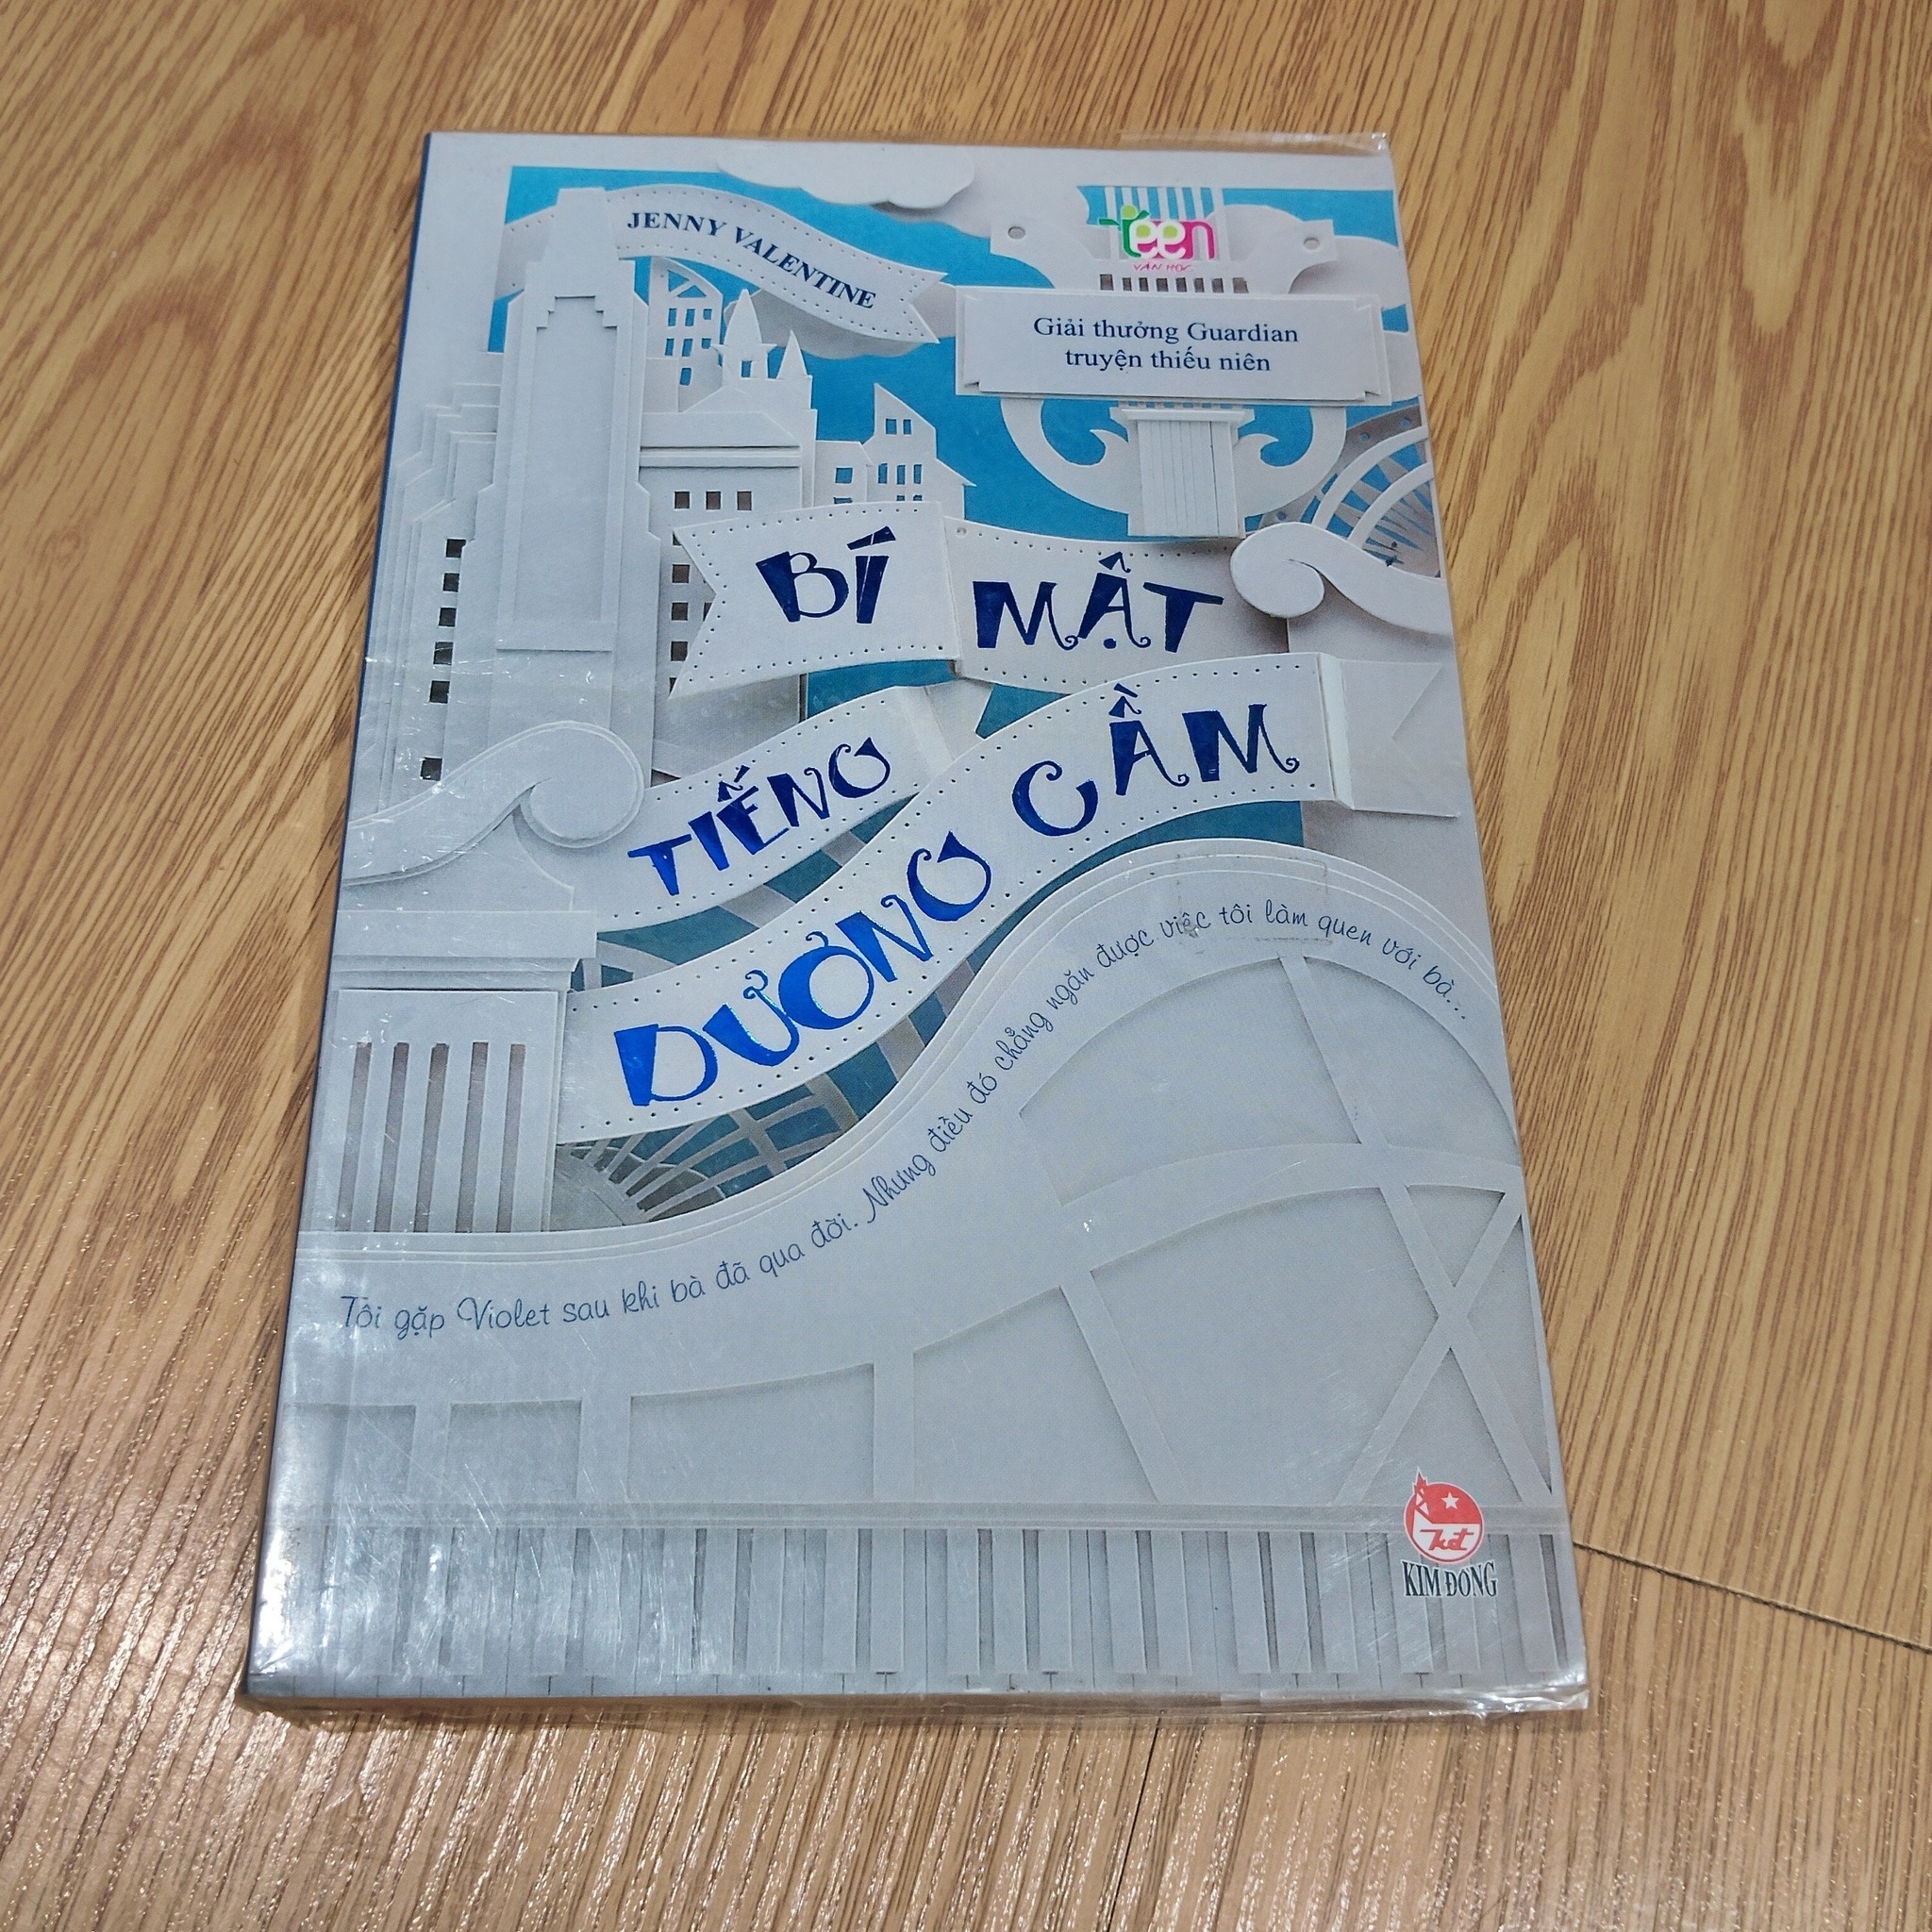 JENNY VALENTINE
téen
VĂN HỌC
Giải thưởng Guardian
truyện thiếu niên
BÍ MẬT
TIẾNG
DƯƠNG CẦM
Tôi gặp Violet sau khi bà đã qua đời. Nhưng điều đó chẳng ngăn được việc tôi làm quen với bà...
kđ
KIM ĐỒNG